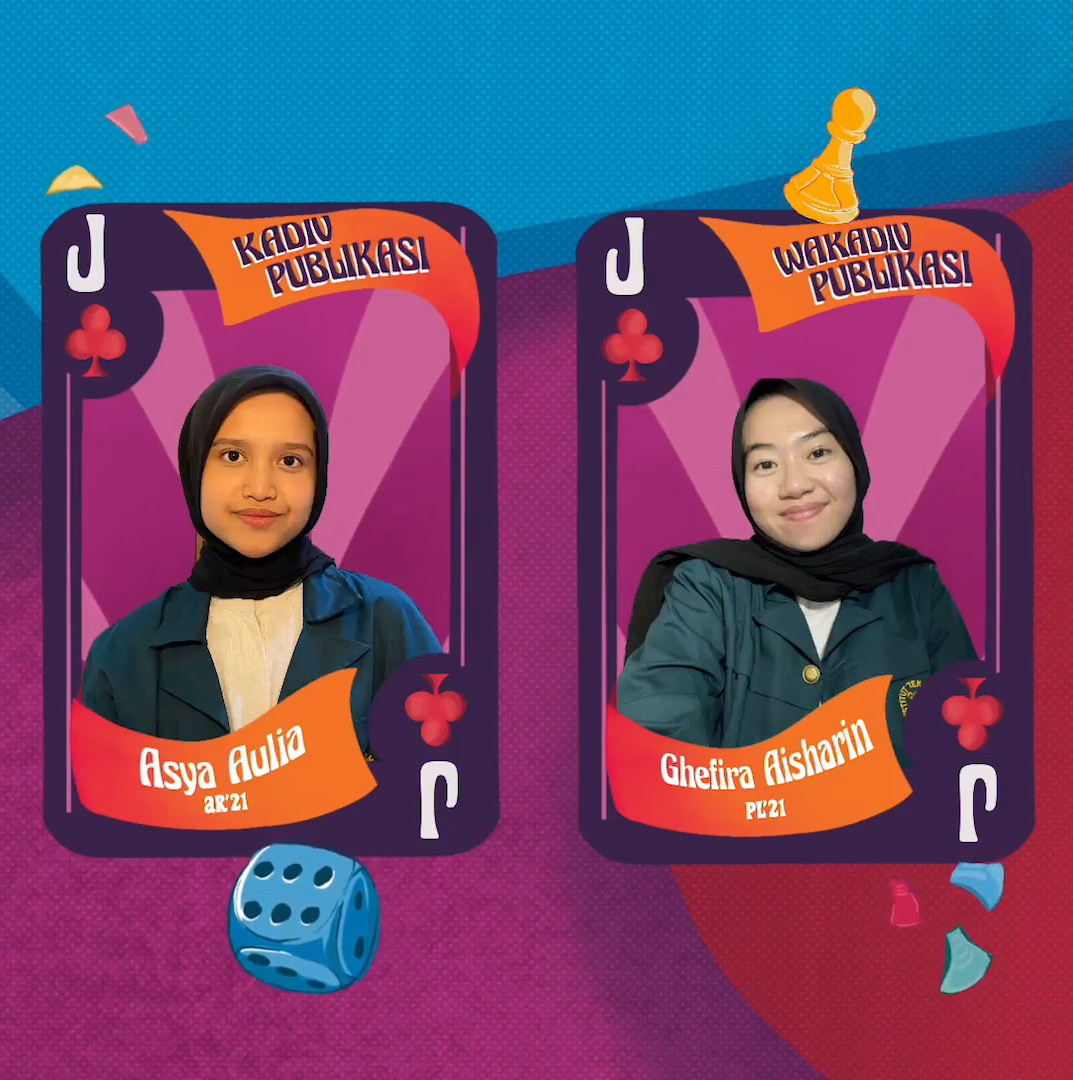 J
KADIV
PUBLIKASI
Asya Aulia
AR'21
J
J
WAKADIV
PUBLIKASI
Ghefira Aisharin
PL'21
J